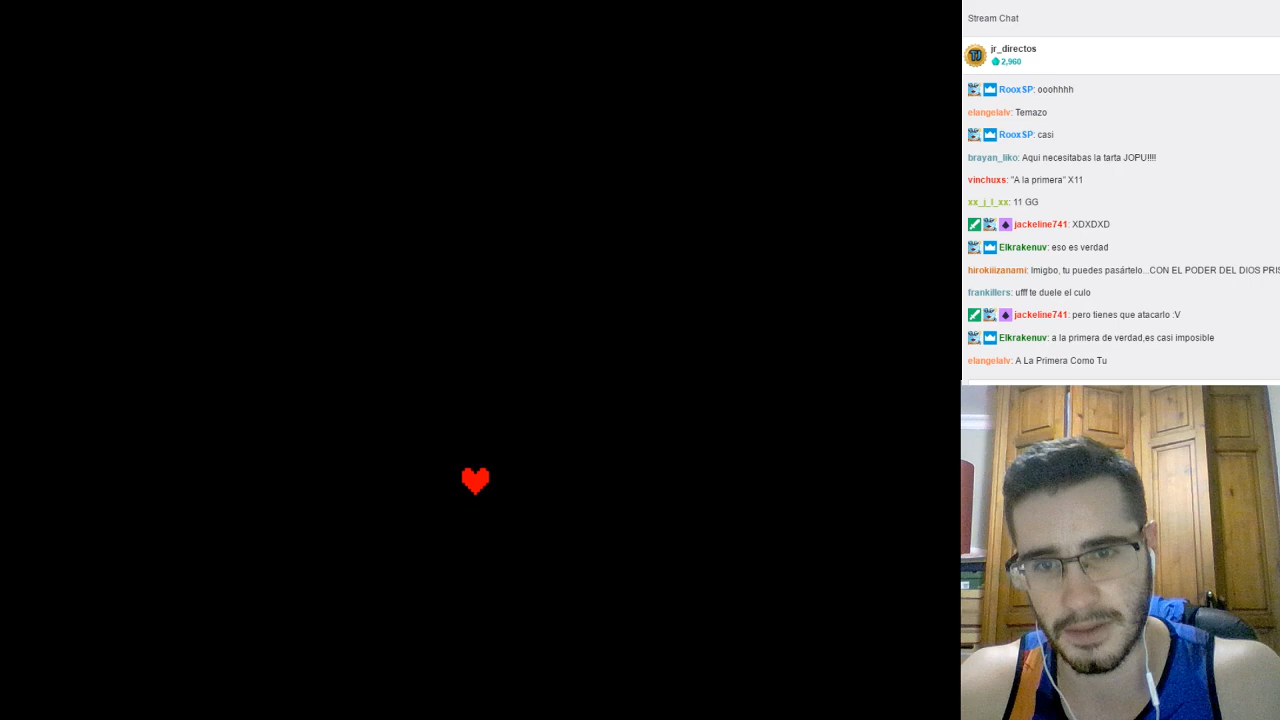 Stream Chat
jr_directos
2,960
RooxSP: ooohhhh
elangelalv: Temazo
RooxSP: casi
brayan_liko: Aqui necesitabas la tarta JOPU!!!!
vinchuxs: "A la primera" X11
xx_j_l_xx: 11 GG
jackeline741: XDXDXD
Elkrakenuv: eso es verdad
hirokiiizanami: Imigbo, tu puedes pasártelo...CON EL PODER DEL DIOS PRIS
frankillers: ufff te duele el culo
jackeline741: pero tienes que atacarlo :V
Elkrakenuv: a la primera de verdad,es casi imposible
elangelalv: A La Primera Como Tu